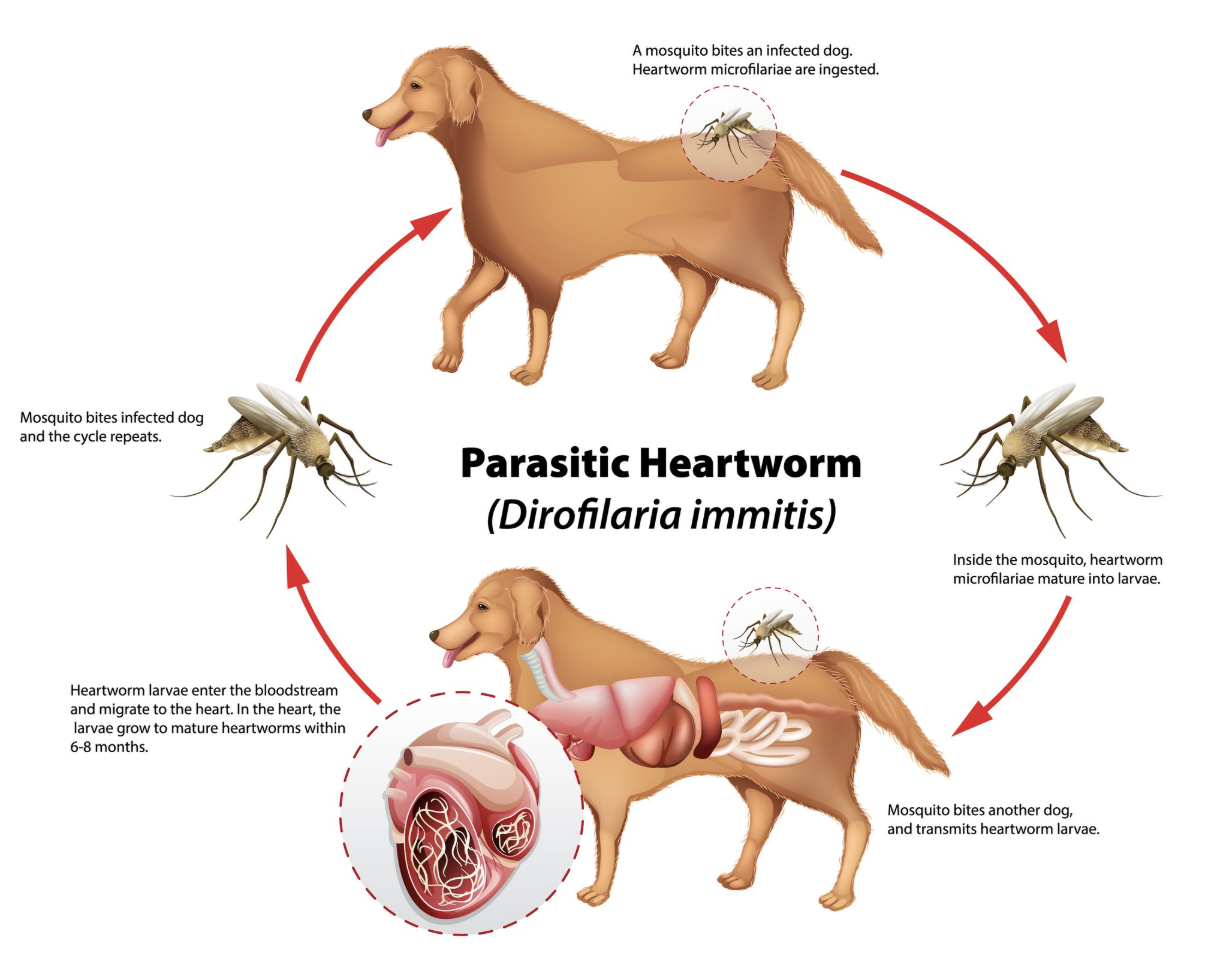 A mosquito bites an infected dog.
Heartworm microfilariae are ingested.
Mosquito bites infected dog
and the cycle repeats.
Parasitic Heartworm
(Dirofilaria immitis)
Inside the mosquito, heartworm
microfilariae mature into larvae.
Heartworm larvae enter the bloodstream
and migrate to the heart. In the heart, the
larvae grow to mature heartworms within
6-8 months.
Mosquito bites another dog,
and transmits heartworm larvae.